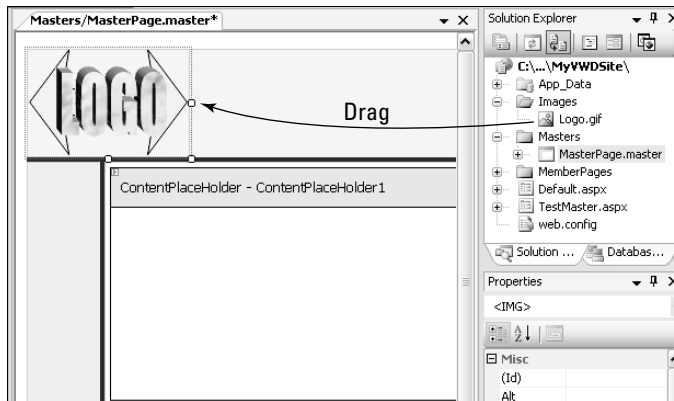 Masters/MasterPage.master*
LOGO
Drag
ContentPlaceHolder - ContentPlaceHolder1
Solution Explorer
C:\...\MyVWDSite\
App_Data
Images
Logo.gif
Masters
MasterPage.master
MemberPages
Default.aspx
TestMaster.aspx
web.config
Solution ...
Databas...
Properties
<IMG>
Misc
(Id)
Alt